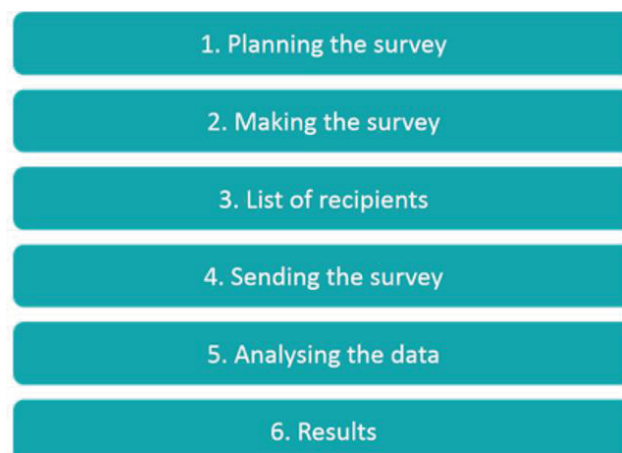 1. Planning the survey
2. Making the survey
3. List of recipients
4. Sending the survey
5. Analysing the data
6. Results